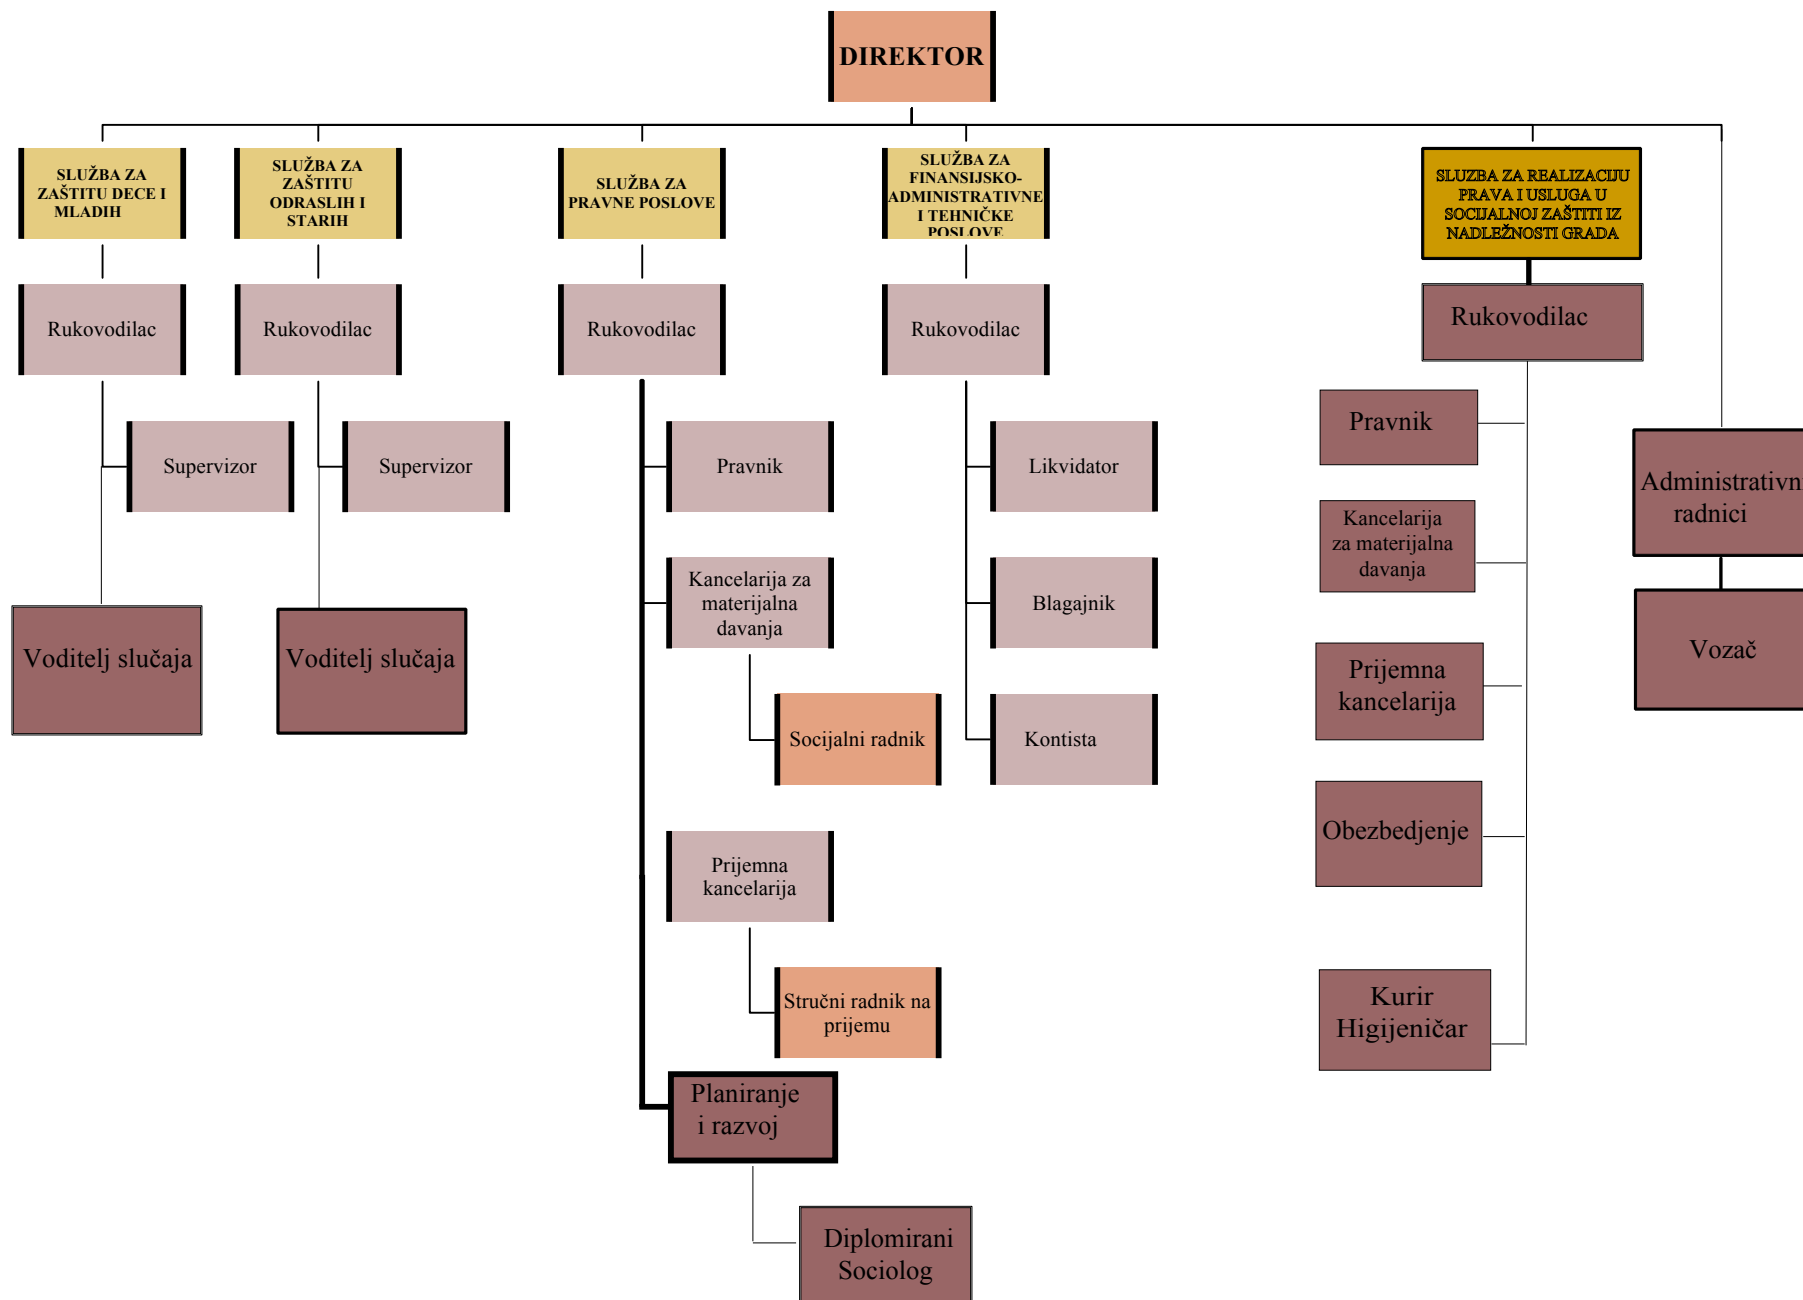 DIREKTOR
SLUŽBA ZA
ZAŠTITU DECE I
MLADIH
SLUŽBA ZA
ZAŠTITU
ODRASLIH I
STARIH
SLUŽBA ZA
PRAVNE POSLOVE
SLUŽBA ZA
FINANSIJSKO-
ADMINISTRATIVNE
I TEHNIČKE
POSLOVE
SLUZBA ZA REALIZACIJU
PRAVA I USLUGA U
SOCIJALNOJ ZAŠTITI IZ
NADLEŽNOSTI GRADA
Rukovodilac
Rukovodilac
Rukovodilac
Rukovodilac
Rukovodilac
Supervizor
Supervizor
Pravnik
Likvidator
Pravnik
Administrativni
radnici
Kancelarija
za materijalna
davanja
Kancelarija za
materijalna
davanja
Blagajnik
Voditelj slučaja
Voditelj slučaja
Prijemna
kancelarija
Vozač
Socijalni radnik
Kontista
Obezbedjenje
Prijemna
kancelarija
Stručni radnik na
prijemu
Kurir
Higijeničar
Planiranje
i razvoj
Diplomirani
Sociolog